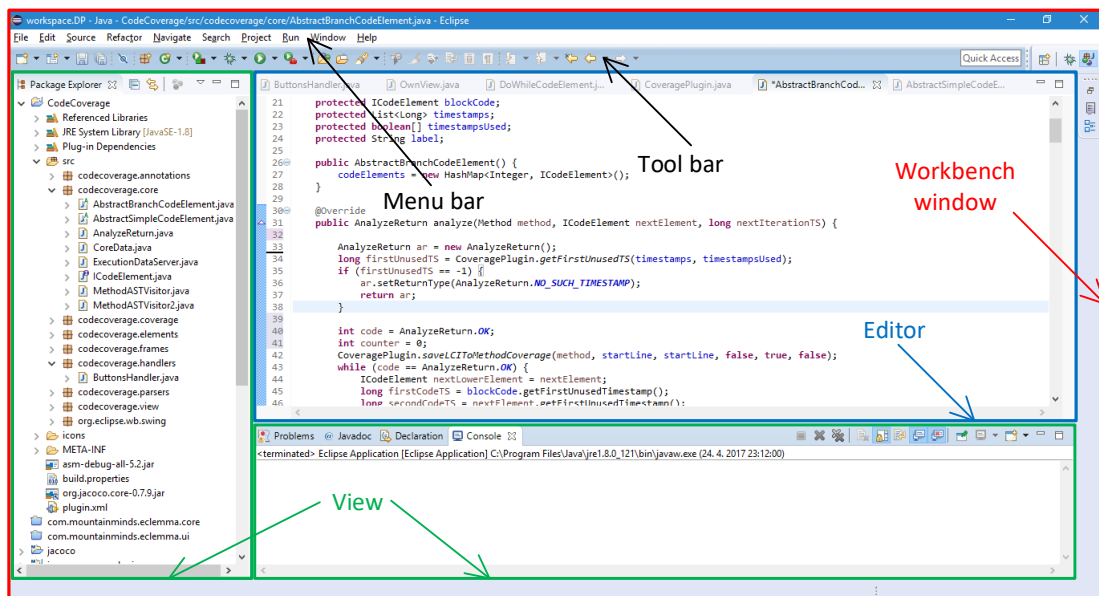 workspace.DP - Java - CodeCoverage/src/codecoverage/core/AbstractBranchCodeElement.java - Eclipse
File Edit Source Refactor Navigate Search Project Run Window Help
Quick Access
Package Explorer
CodeCoverage
Referenced Libraries
JRE System Library [JavaSE-1.8]
Plug-in Dependencies
src
codecoverage.annotations
codecoverage.core
AbstractBranchCodeElement.java
AbstractSimpleCodeElement.java
AnalyzeReturn.java
CoreData.java
ExecutionDataServer.java
ICodeElement.java
MethodASTVisitor.java
MethodASTVisitor2.java
codecoverage.coverage
codecoverage.elements
codecoverage.frames
codecoverage.handlers
ButtonsHandler.java
codecoverage.parsers
codecoverage.view
org.eclipse.wb.swing
icons
META-INF
asm-debug-all-5.2.jar
build.properties
org.jacoco.core-0.7.9.jar
plugin.xml
com.mountainminds.eclemma.core
com.mountainminds.eclemma.ui
jacoco
ButtonsHandler.java OwnView.java DoWhileCodeElement.j... CoveragePlugin.java *AbstractBranchCod... AbstractSimpleCodeE...
21 protected ICodeElement blockCode;
22 protected List<Long> timestamps;
23 protected boolean[] timestampsUsed;
24 protected String label;
25
26 public AbstractBranchCodeElement() {
27 codeElements = new HashMap<Integer, ICodeElement>();
28 }
29
30 @Override
31 public AnalyzeReturn analyze(Method method, ICodeElement nextElement, long nextIterationTS) {
32
33 AnalyzeReturn ar = new AnalyzeReturn();
34 long firstUnusedTS = CoveragePlugin.getFirstUnusedTS(timestamps, timestampsUsed);
35 if (firstUnusedTS == -1) {
36 ar.setReturnType(AnalyzeReturn.NO_SUCH_TIMESTAMP);
37 return ar;
38 }
39
40 int code = AnalyzeReturn.OK;
41 int counter = 0;
42 CoveragePlugin.saveLCIToMethodCoverage(method, startLine, startLine, false, true, false);
43 while (code == AnalyzeReturn.OK) {
44 ICodeElement nextLowerElement = nextElement;
45 long firstCodeTS = blockCode.getFirstUnusedTimestamp();
46 long secondCodeTS = nextElement.getFirstUnusedTimestamp();
Tool bar
Menu bar
Workbench
window
Editor
Problems Javadoc Declaration Console
<terminated> Eclipse Application [Eclipse Application] C:\Program Files\Java\jre1.8.0_121\bin\javaw.exe (24. 4. 2017 23:12:00)
View